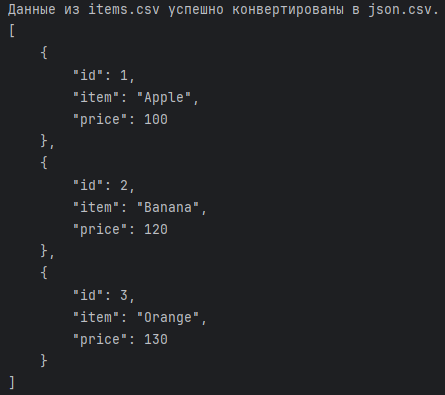 Данные из items.csv успешно конвертированы в json.csv.
[
    {
        "id": 1,
        "item": "Apple",
        "price": 100
    },
    {
        "id": 2,
        "item": "Banana",
        "price": 120
    },
    {
        "id": 3,
        "item": "Orange",
        "price": 130
    }
]